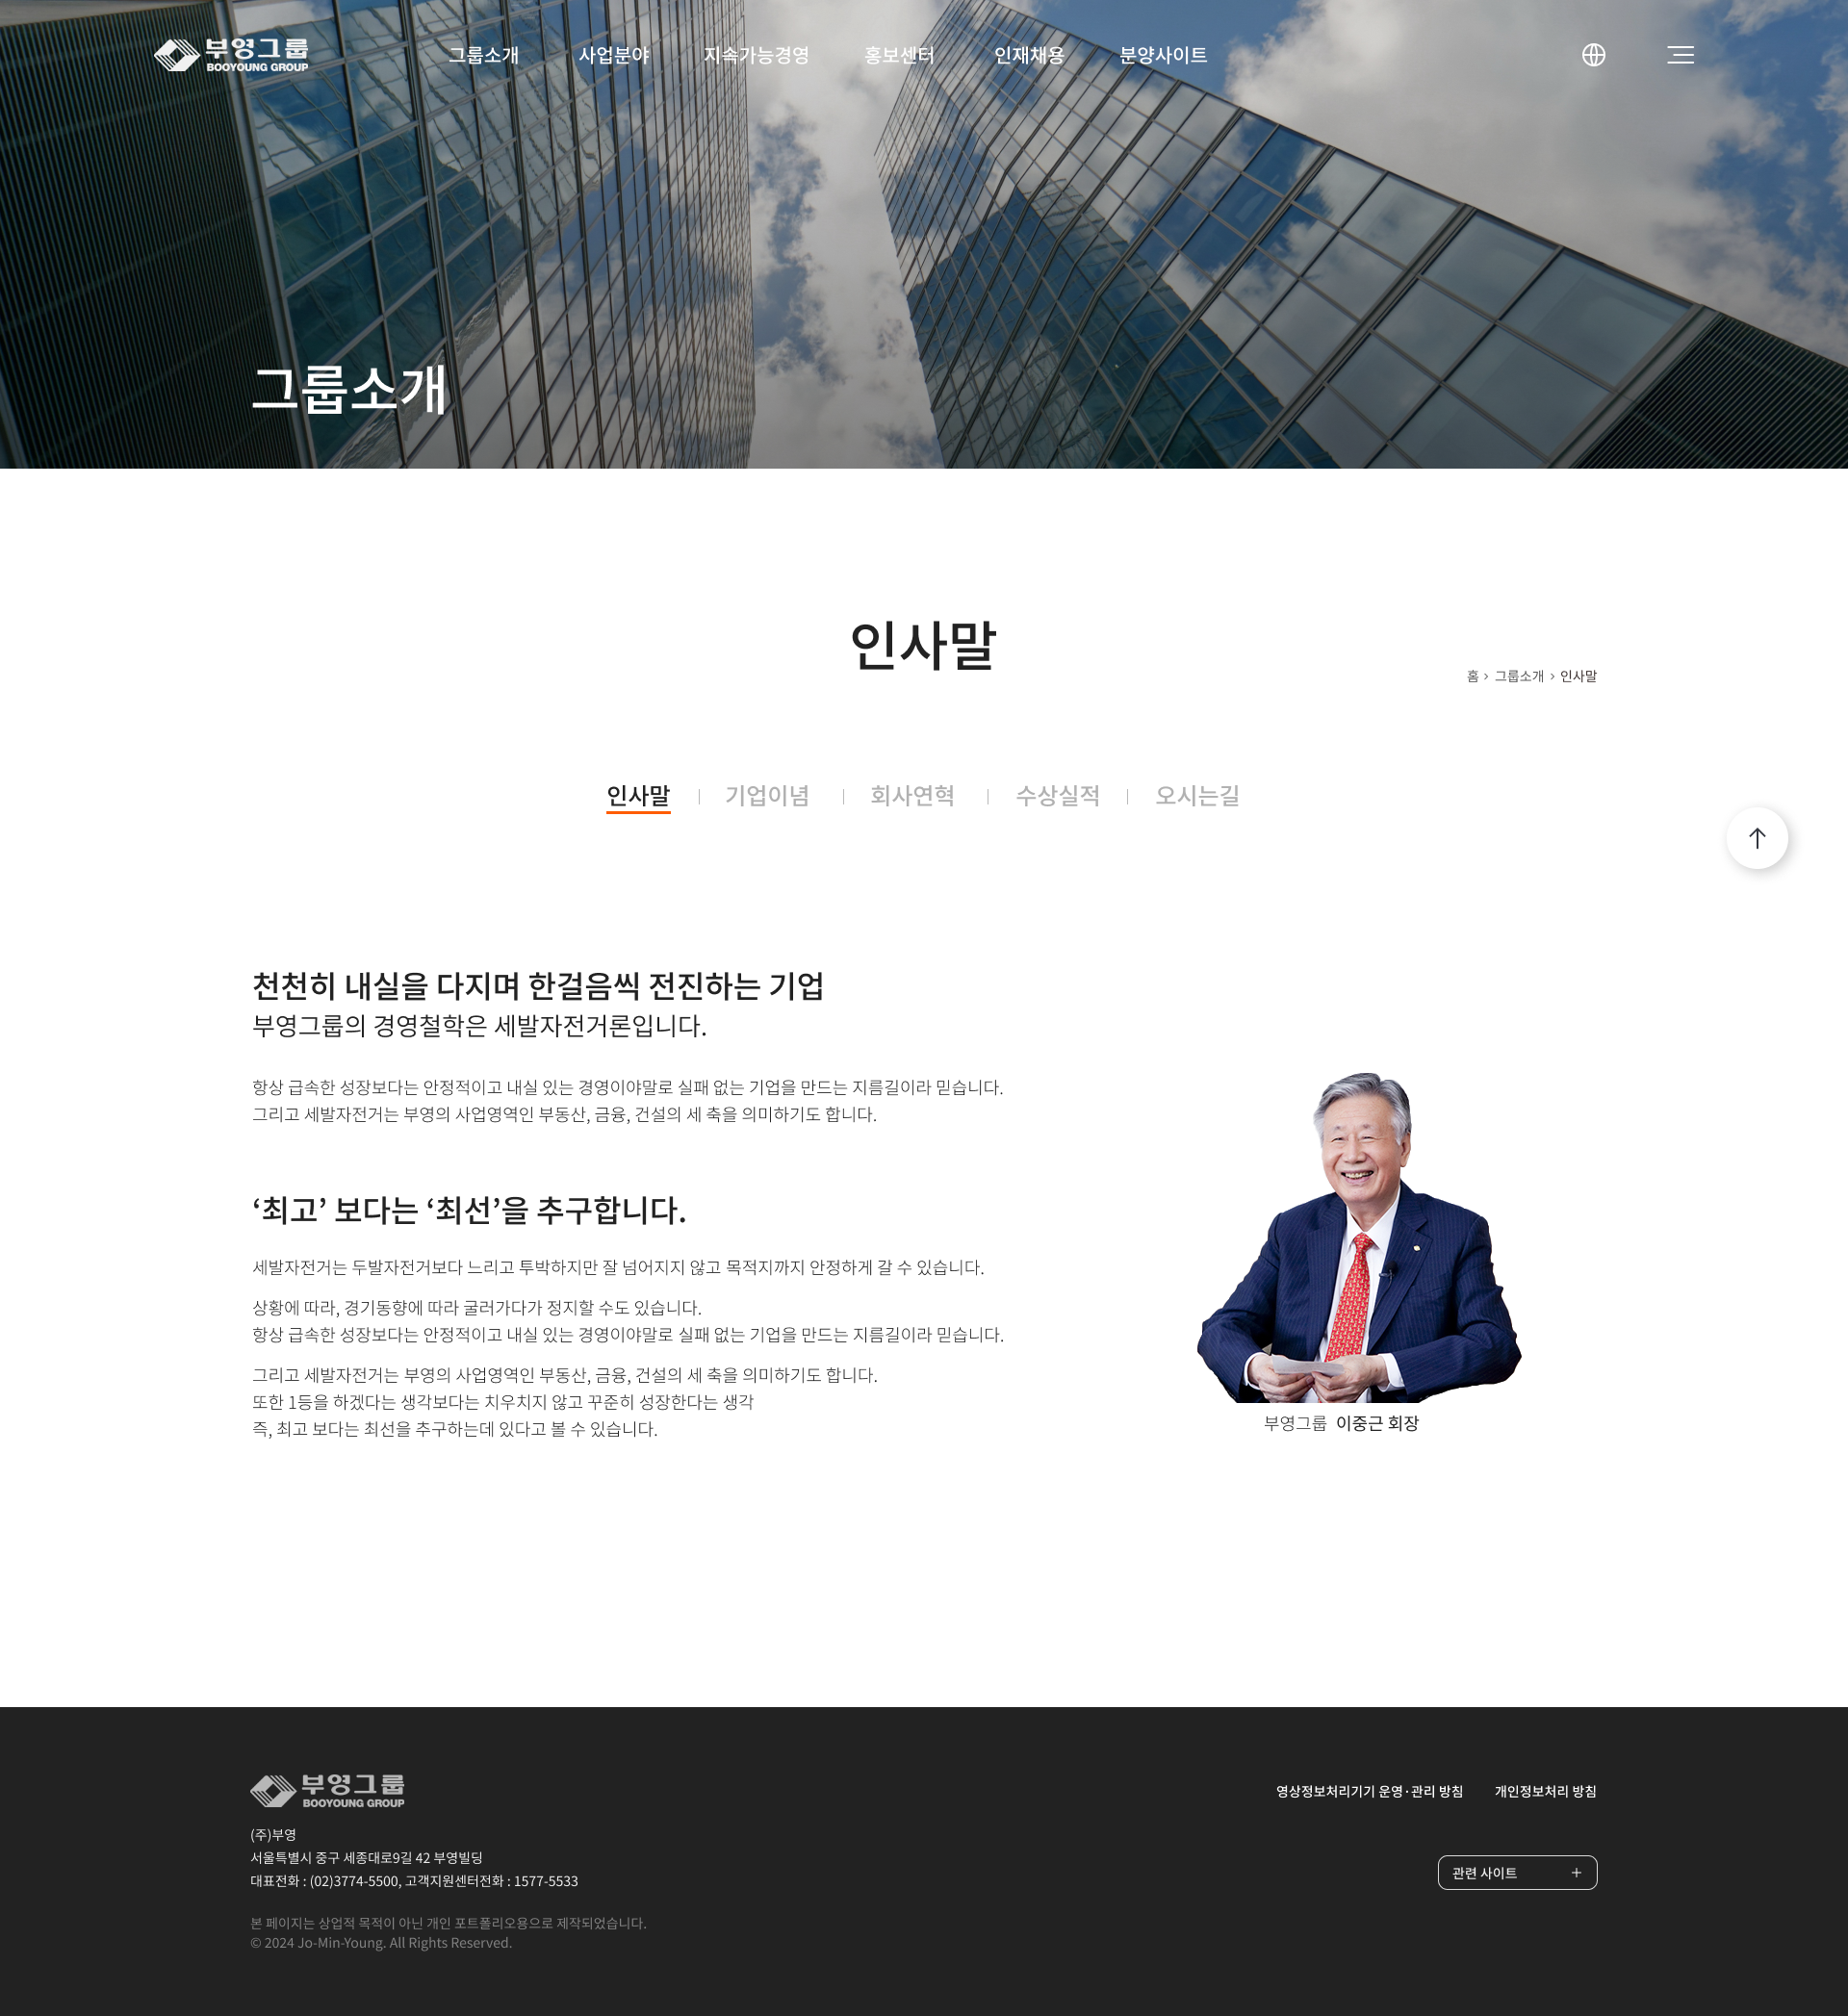 부영그룹
BOOYOUNG GROUP
그룹소개 사업분야 지속가능경영 홍보센터 인재채용 분양사이트
그룹소개
인사말
홈 › 그룹소개 › 인사말
인사말 | 기업이념 | 회사연혁 | 수상실적 | 오시는길
천천히 내실을 다지며 한걸음씩 전진하는 기업
부영그룹의 경영철학은 세발자전거론입니다.
항상 급속한 성장보다는 안정적이고 내실 있는 경영이야말로 실패 없는 기업을 만드는 지름길이라 믿습니다.
그리고 세발자전거는 부영의 사업영역인 부동산, 금융, 건설의 세 축을 의미하기도 합니다.
‘최고’ 보다는 ‘최선’을 추구합니다.
세발자전거는 두발자전거보다 느리고 투박하지만 잘 넘어지지 않고 목적지까지 안정하게 갈 수 있습니다.
상황에 따라, 경기동향에 따라 굴러가다가 정지할 수도 있습니다.
항상 급속한 성장보다는 안정적이고 내실 있는 경영이야말로 실패 없는 기업을 만드는 지름길이라 믿습니다.
그리고 세발자전거는 부영의 사업영역인 부동산, 금융, 건설의 세 축을 의미하기도 합니다.
또한 1등을 하겠다는 생각보다는 치우치지 않고 꾸준히 성장한다는 생각
즉, 최고 보다는 최선을 추구하는데 있다고 볼 수 있습니다.
부영그룹 이중근 회장
부영그룹
BOOYOUNG GROUP
영상정보처리기기 운영·관리 방침 개인정보처리 방침
(주)부영
서울특별시 중구 세종대로9길 42 부영빌딩
대표전화 : (02)3774-5500, 고객지원센터전화 : 1577-5533
관련 사이트 +
본 페이지는 상업적 목적이 아닌 개인 포트폴리오용으로 제작되었습니다.
© 2024 Jo-Min-Young. All Rights Reserved.